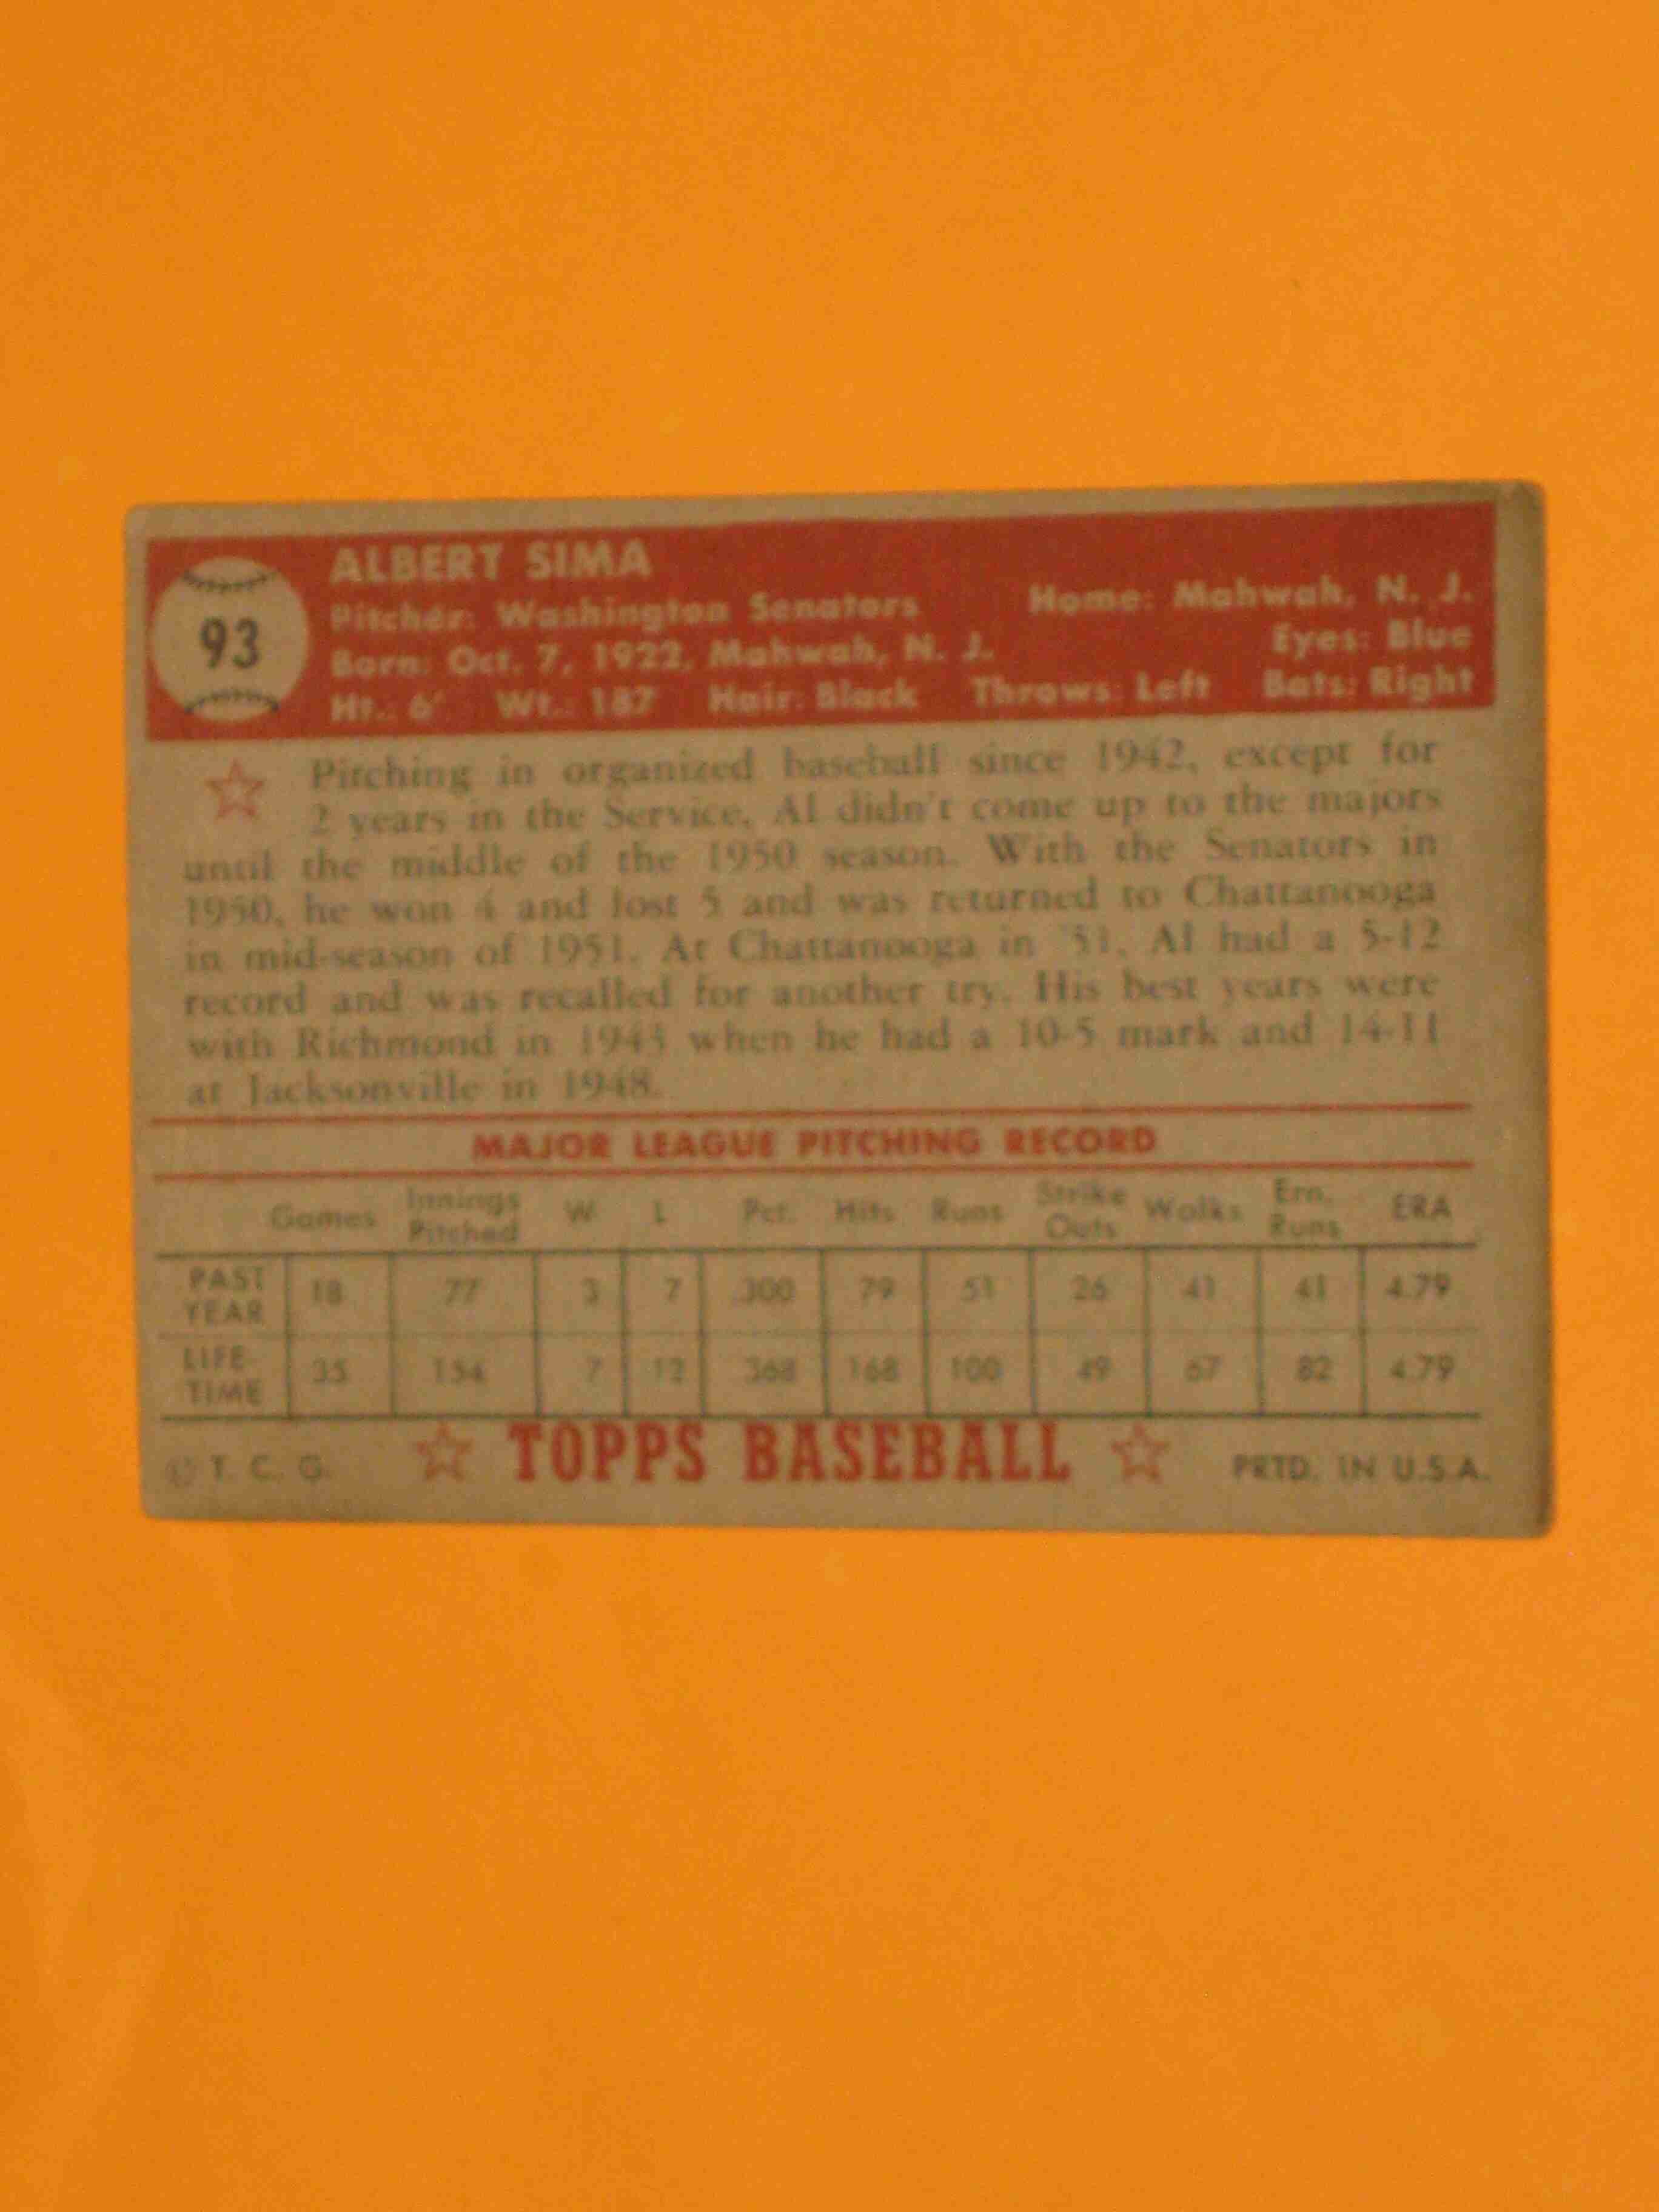 93
ALBERT SIMA
Pitcher: Washington Senators Home: Mahwah, N. J.
Born: Oct. 7, 1922, Mahwah, N. J. Eyes: Blue
Ht.: 6' Wt.: 187 Hair: Black Throws: Left Bats: Right
Pitching in organized baseball since 1942, except for
2 years in the Service, Al didn't come up to the majors
until the middle of the 1950 season. With the Senators in
1950, he won 4 and lost 5 and was returned to Chattanooga
in mid-season of 1951. At Chattanooga in '51, Al had a 5-12
record and was recalled for another try. His best years were
with Richmond in when he had a 10-5 mark and 14-11
at Jacksonville in 1948.
MAJOR LEAGUE PITCHING RECORD
Games Innings Pitched W L Pct. Hits Runs Strike Outs Walks Ern. Runs ERA
PAST YEAR 18 77 3 7 .300 79 51 26 41 41 4.79
LIFE-TIME 35 154 7 12 .368 168 100 49 67 82 4.79
© T. C. G. ☆ TOPPS BASEBALL ☆ PRTD. IN U.S.A.